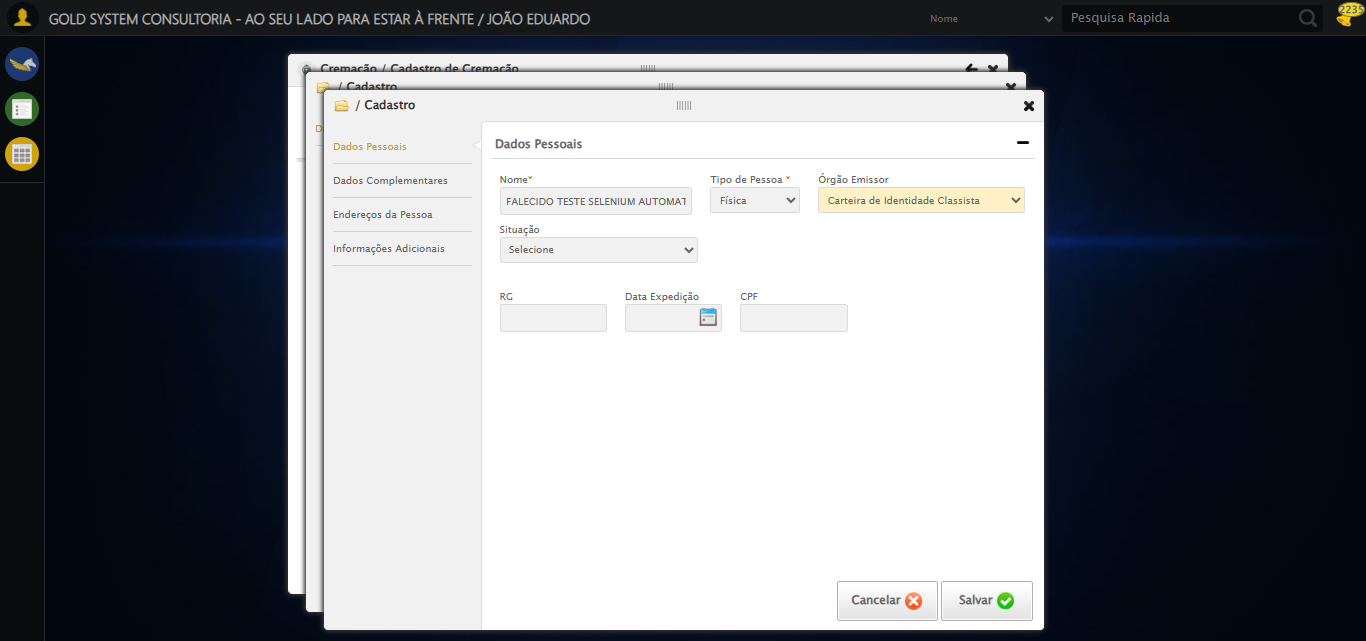 GOLD SYSTEM CONSULTORIA - AO SEU LADO PARA ESTAR À FRENTE / JOÃO EDUARDO
Nome
Pesquisa Rapida
2235
Cremação / Cadastro de Cremação
/ Cadastro
/ Cadastro
D
Dados Pessoais
Dados Complementares
Endereços da Pessoa
Informações Adicionais
Dados Pessoais
Nome*
Tipo de Pessoa *
Órgão Emissor
FALECIDO TESTE SELENIUM AUTOMAT
Física
Carteira de Identidade Classista
Situação
Selecione
RG
Data Expedição
CPF
Cancelar
Salvar